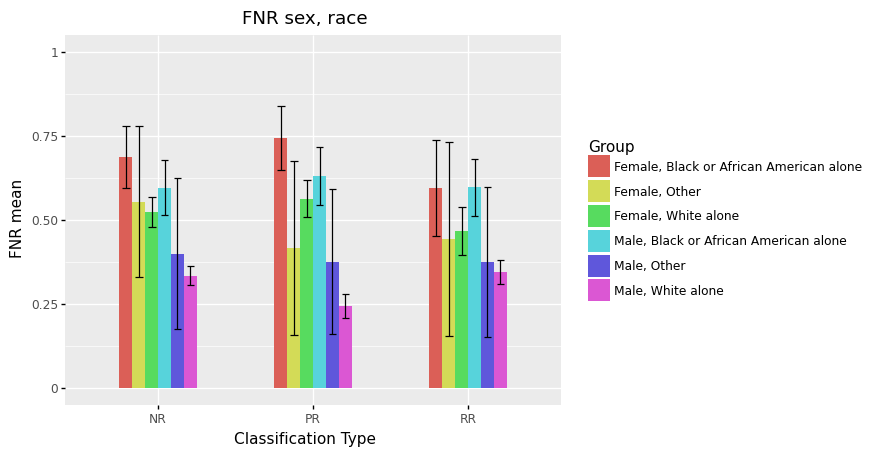 FNR sex, race
1
0.75
0.50
0.25
0
FNR mean
NR
PR
RR
Classification Type
Group
Female, Black or African American alone
Female, Other
Female, White alone
Male, Black or African American alone
Male, Other
Male, White alone